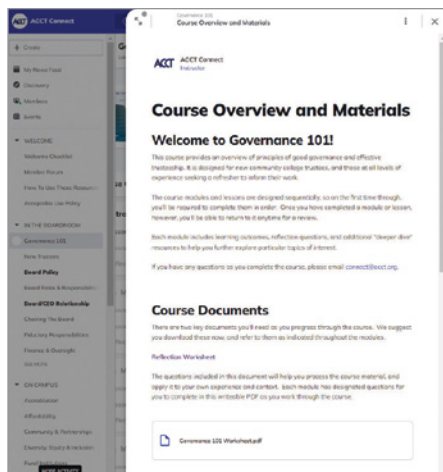 ACCT Connect
Create
My News Feed
Discovery
Members
Events
WELCOME
Welcome Checklist
Member Forum
How To Use These Resources
Acceptable Use Policy
IN THE BOARDROOM
Governance 101
New Trustees
Board Policy
Board Roles & Responsibiliti
Board/CEO Relationship
Chairing The Board
Fiduciary Responsibilities
Finance & Oversight
ON CAMPUS
Accreditation
Affordability
Community & Partnerships
Diversity, Equity & Inclusion
MORE ACTIVITY
Governance 101
Course Overview and Materials
ACCT
ACCT Connect
Instructor
Course Overview and Materials
Welcome to Governance 101!
This course provides an overview of principles of good governance and effective
trusteeship. It is designed for new community college trustees, and those at all levels of
experience seeking a refresher to inform their work.
The course modules and lessons are designed sequentially, so on the first time through,
you'll be required to complete them in order. Once you have completed a module or lesson,
however, you'll be able to return to it anytime for a review.
Each module includes learning outcomes, reflection questions, and additional "deeper dive"
resources to help you further explore particular topics of interest.
If you have any questions as you complete the course, please email connect@acct.org.
Course Documents
There are two key documents you'll need as you progress through the course. We suggest
you download these now, and refer to them as indicated throughout the modules.
Reflection Worksheet
The questions included in this document will help you process the course material, and
apply it to your own experience and context. Each module has designated questions for
you to complete in this writeable PDF as you work through the course.
Governance 101 Worksheet.pdf